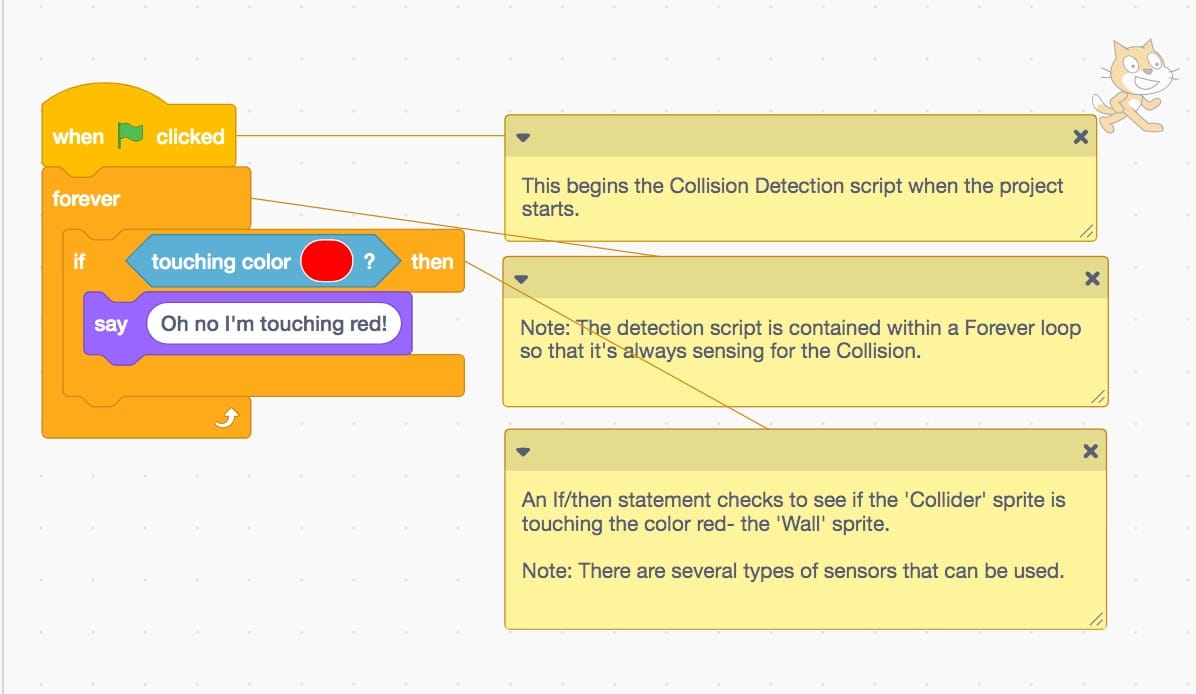 when clicked
forever
if touching color ? then
say Oh no I'm touching red!
This begins the Collision Detection script when the project
starts.
Note: The detection script is contained within a Forever loop
so that it's always sensing for the Collision.
An If/then statement checks to see if the 'Collider' sprite is
touching the color red- the 'Wall' sprite.
Note: There are several types of sensors that can be used.